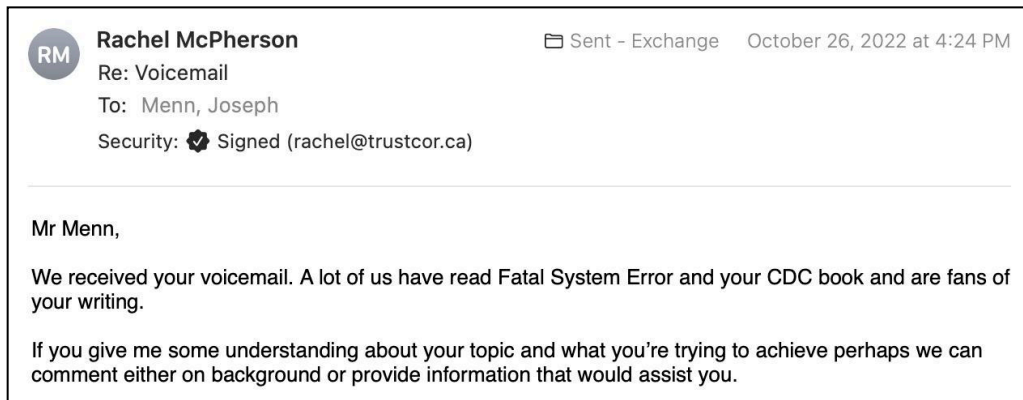 RM
Rachel McPherson
Sent - Exchange October 26, 2022 at 4:24 PM
Re: Voicemail
To: Menn, Joseph
Security: Signed (rachel@trustcor.ca)
Mr Menn,
We received your voicemail. A lot of us have read Fatal System Error and your CDC book and are fans of
your writing.
If you give me some understanding about your topic and what you’re trying to achieve perhaps we can
comment either on background or provide information that would assist you.